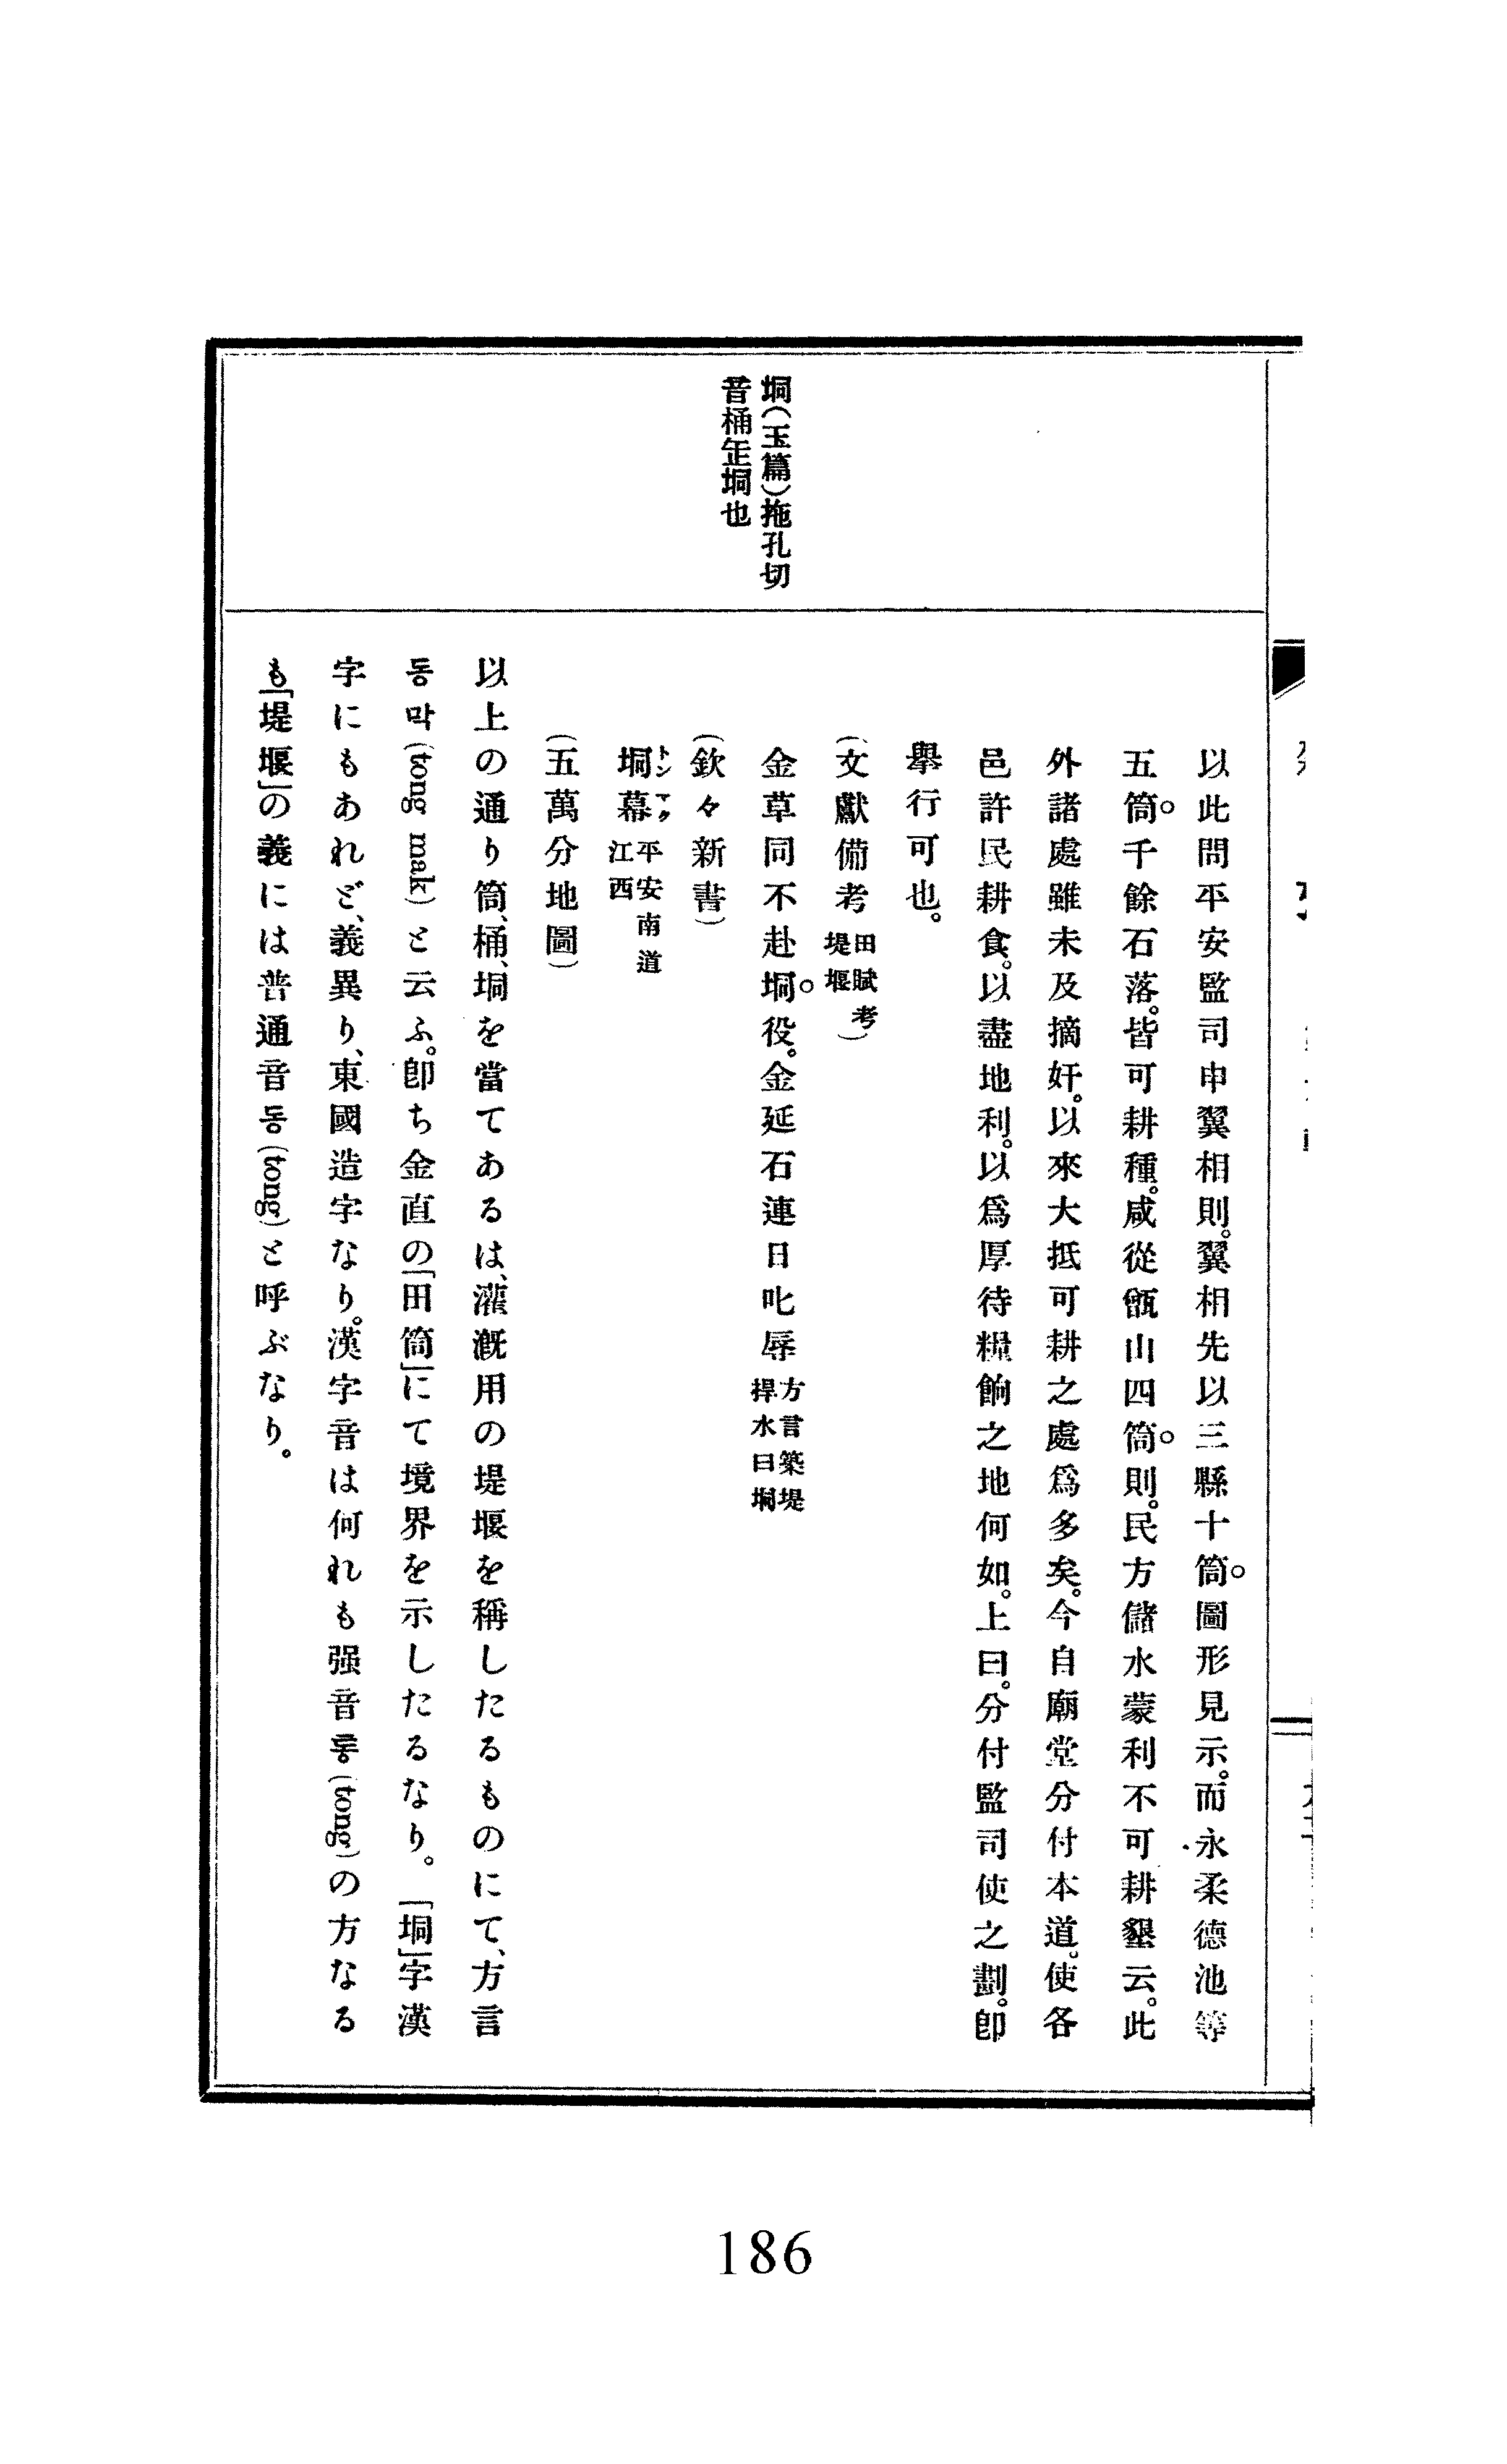 垌(玉篇)拖孔切
音桶缶垌也
以此問平安監司申翼相則。翼相先以三縣十筒圖形見示。而永柔德池等
五筒千餘石落。皆可耕種。咸從甑山四筒則。民方儲水蒙利不可耕墾云。此
外諸處雖未及摘奸。以來大抵可耕之處爲多矣。今自廟堂分付本道。使各
邑許民耕食。以盡地利。以爲厚待糧餉之地何如。上曰。分付監司使之劃。卽
擧行可也。
(文獻備考 田賦考 堤堰)
金草同不赴垌役。金延石連日叱辱 方言築堤捍水曰垌
(欽々新書)
垌幕 トンマク 平安南道江西
(五萬分地圖)
以上の通り筒、桶、垌を當てあるは、灌漑用の堤堰を稱したるものにて、方言
동막(tong mak)と云ふ。卽ち金直の「田筒」にて境界を示したるなり。「垌」字漢
字にもあれど、義異り、東國造字なり。漢字音は何れも强音통(tong)の方なる
も「堤堰」の義には普通音동(tong)と呼ぶなり。
186